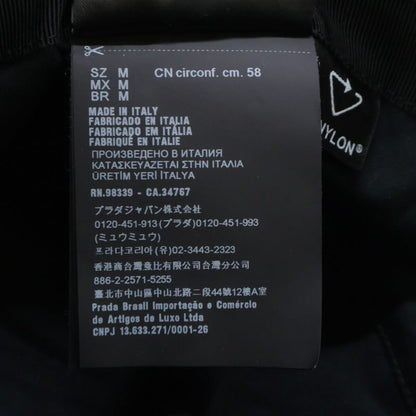 SZ M
MX M
BR M
CN circonf. cm. 58
MADE IN ITALY
FABRICADO EN ITALIA
FABRICADO EM ITÁLIA
FABRIQUÉ EN ITALIE
ПРОИЗВЕДЕНО В ИТАЛИЯ
ΚΑΤΑΣΚΕΥΑΖΕΤΑΙ ΣΤΗΝ ΙΤΑΛΙΑ
ÜRETİM YERİ İTALYA
RN.98339 - CA.34767
プラダジャパン株式会社
0120-451-913 (プラダ) 0120-451-993
(ミュウミュウ)
프라다코리아(유)02-3443-2323
香港商台灣壺比有限公司台灣分公司
886-2-2571-5255
臺北市中山區中山北路二段44號12樓A室
Prada Brasil Importação e Comércio
de Artigos de Luxo Ltda
CNPJ 13.633.271/0001-26
NYLON®